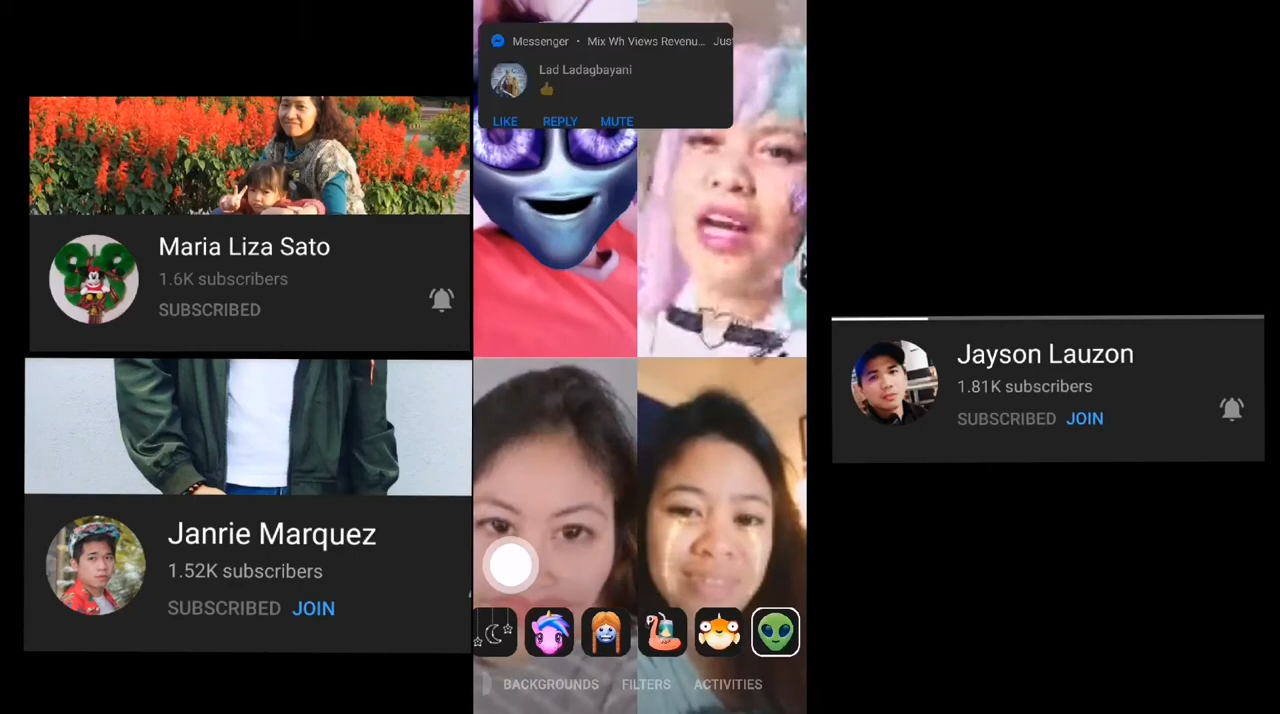 Messenger • Mix Wh Views Revenu... Jus
Lad Ladagbayani
LIKE REPLY MUTE
Maria Liza Sato
1.6K subscribers
SUBSCRIBED
Janrie Marquez
1.52K subscribers
SUBSCRIBED JOIN
Jayson Lauzon
1.81K subscribers
SUBSCRIBED JOIN
BACKGROUNDS FILTERS ACTIVITIES